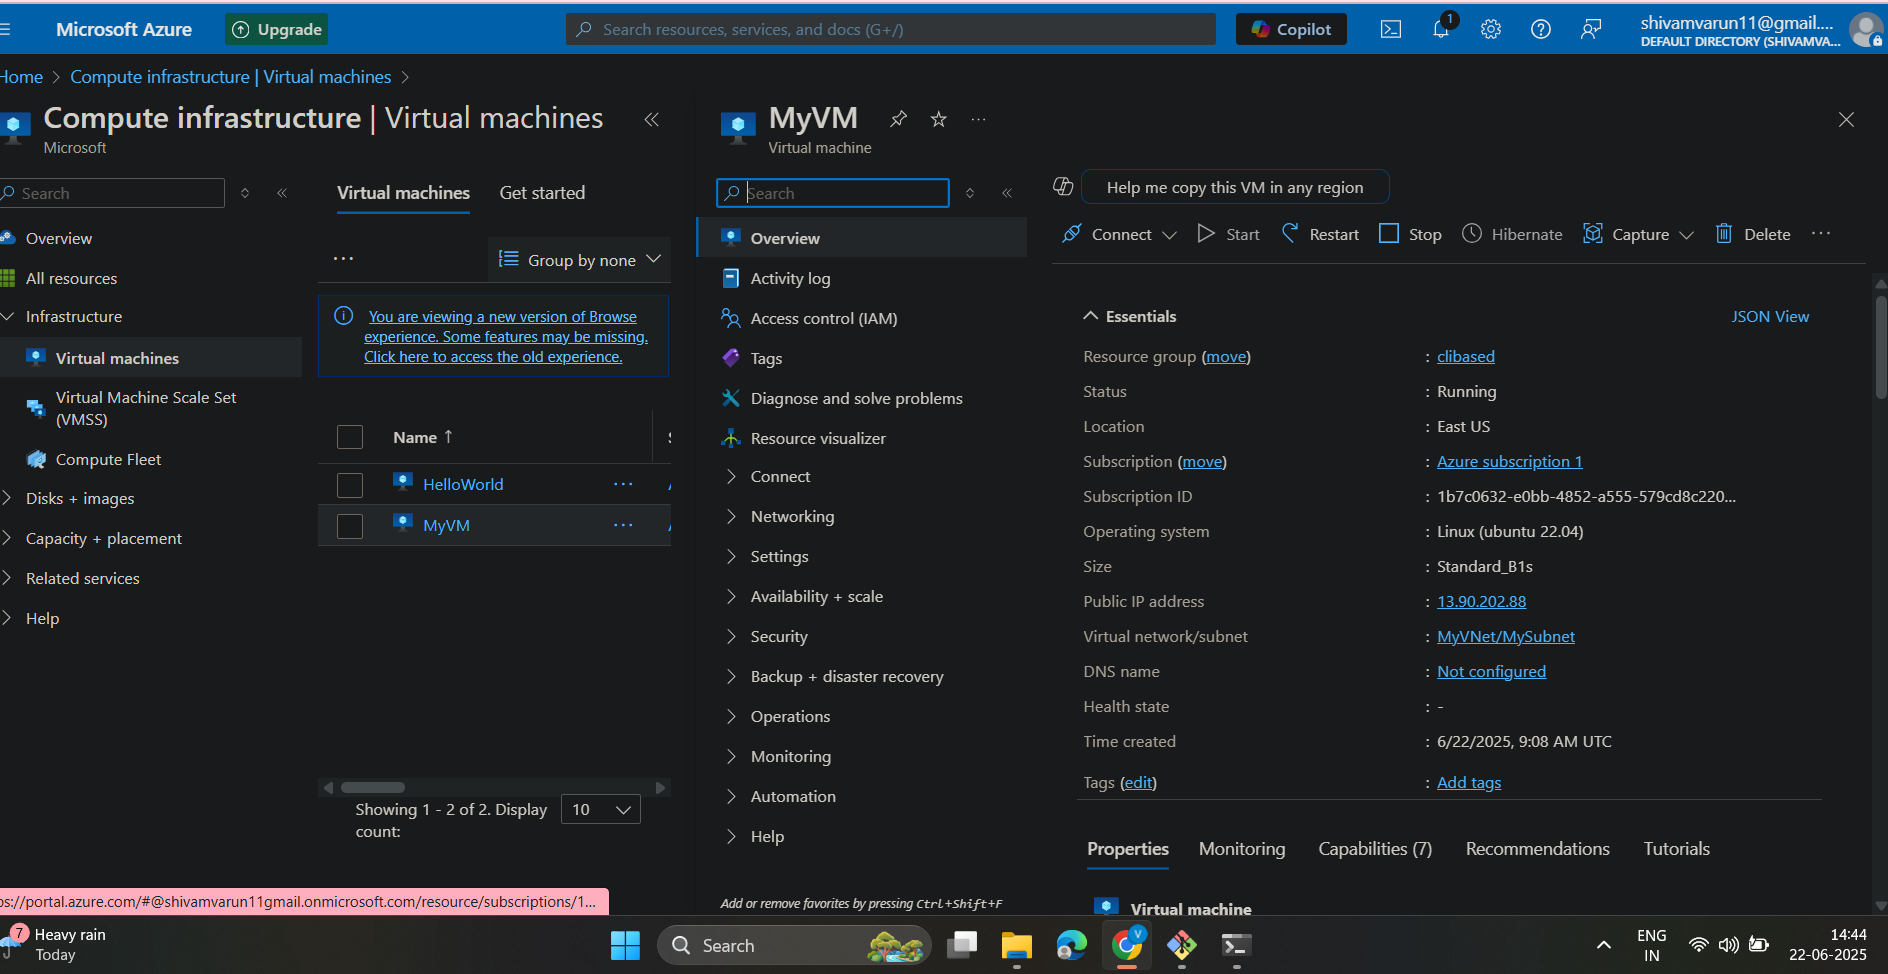 Microsoft Azure
Upgrade
Search resources, services, and docs (G+/)
Copilot
1
shivamvarun11@gmail....
DEFAULT DIRECTORY (SHIVAMVA...
Home > Compute infrastructure | Virtual machines >
Compute infrastructure | Virtual machines
Microsoft
Search
Overview
All resources
Infrastructure
Virtual machines
Virtual Machine Scale Set
(VMSS)
Compute Fleet
Disks + images
Capacity + placement
Related services
Help
Virtual machines
Get started
Group by none
You are viewing a new version of Browse
experience. Some features may be missing.
Click here to access the old experience.
Name ↑
HelloWorld
MyVM
Showing 1 - 2 of 2. Display
count:
10
MyVM
Virtual machine
Search
Overview
Activity log
Access control (IAM)
Tags
Diagnose and solve problems
Resource visualizer
Connect
Networking
Settings
Availability + scale
Security
Backup + disaster recovery
Operations
Monitoring
Automation
Help
Add or remove favorites by pressing Ctrl+Shift+F
Help me copy this VM in any region
Connect
Start
Restart
Stop
Hibernate
Capture
Delete
Essentials
JSON View
Resource group (move) : clibased
Status : Running
Location : East US
Subscription (move) : Azure subscription 1
Subscription ID : 1b7c0632-e0bb-4852-a555-579cd8c220...
Operating system : Linux (ubuntu 22.04)
Size : Standard_B1s
Public IP address : 13.90.202.88
Virtual network/subnet : MyVNet/MySubnet
DNS name : Not configured
Health state : -
Time created : 6/22/2025, 9:08 AM UTC
Tags (edit) : Add tags
Properties
Monitoring
Capabilities (7)
Recommendations
Tutorials
Virtual machine
ps://portal.azure.com/#@shivamvarun11gmail.onmicrosoft.com/resource/subscriptions/1...
7
Heavy rain
Today
Search
V
ENG
IN
14:44
22-06-2025